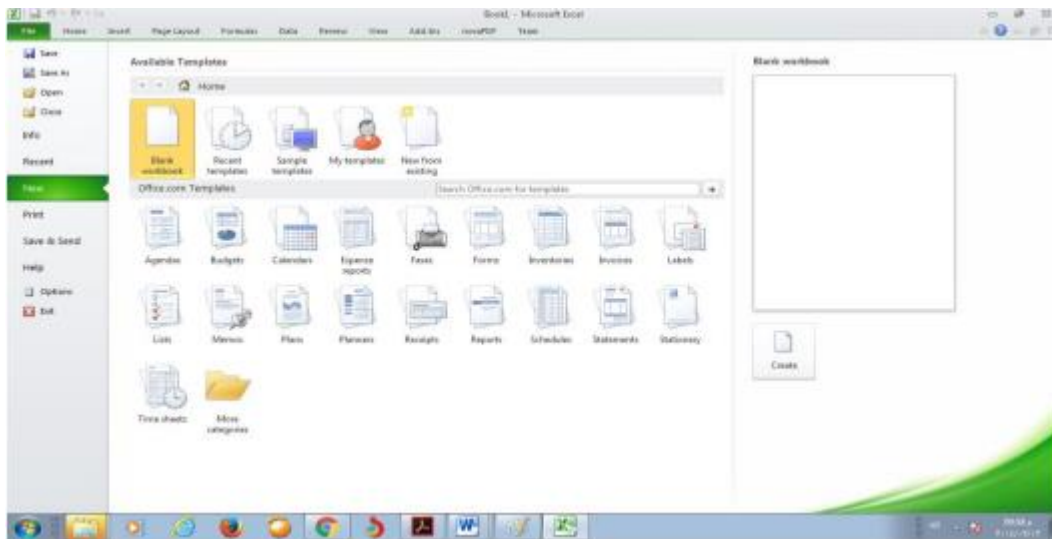 Book1 - Microsoft Excel
File Home Insert Page Layout Formulas Data Review View Add-Ins novaPDF Team
Save
Save As
Open
Close
Info
Recent
New
Print
Save & Send
Help
Options
Exit
Available Templates
Home
Blank workbook
Recent templates
Sample templates
My templates
New from existing
Office.com Templates
Search Office.com for templates
Agendas
Budgets
Calendars
Expense reports
Faxes
Forms
Inventories
Invoices
Labels
Lists
Memos
Plans
Planners
Receipts
Reports
Schedules
Statements
Stationery
Time sheets
More categories
Blank workbook
Create